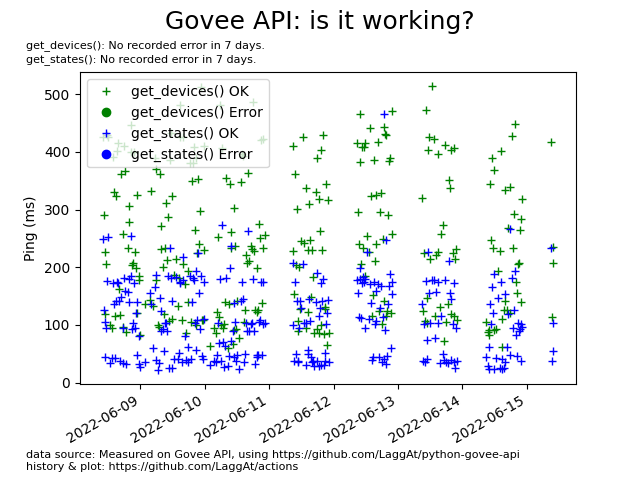 Govee API: is it working?
get_devices(): No recorded error in 7 days.
get_states(): No recorded error in 7 days.
get_devices() OK
get_devices() Error
get_states() OK
get_states() Error
Ping (ms)
500
400
300
200
100
0
2022-06-09
2022-06-10
2022-06-11
2022-06-12
2022-06-13
2022-06-14
2022-06-15
data source: Measured on Govee API, using https://github.com/LaggAt/python-govee-api
history & plot: https://github.com/LaggAt/actions